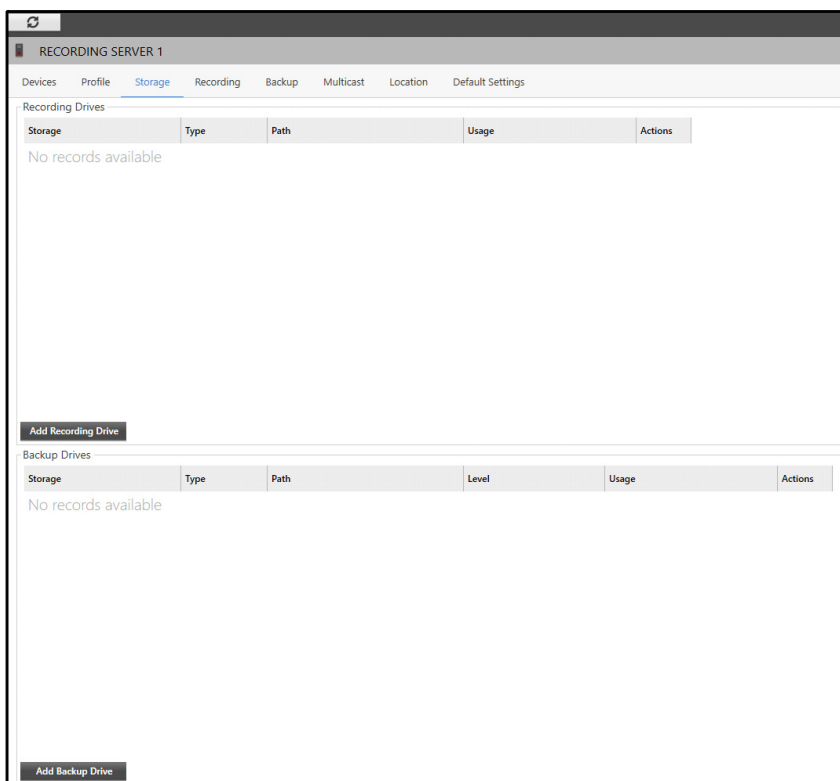 RECORDING SERVER 1
Devices Profile Storage Recording Backup Multicast Location Default Settings
Recording Drives
Storage Type Path Usage Actions
No records available
Add Recording Drive
Backup Drives
Storage Type Path Level Usage Actions
No records available
Add Backup Drive